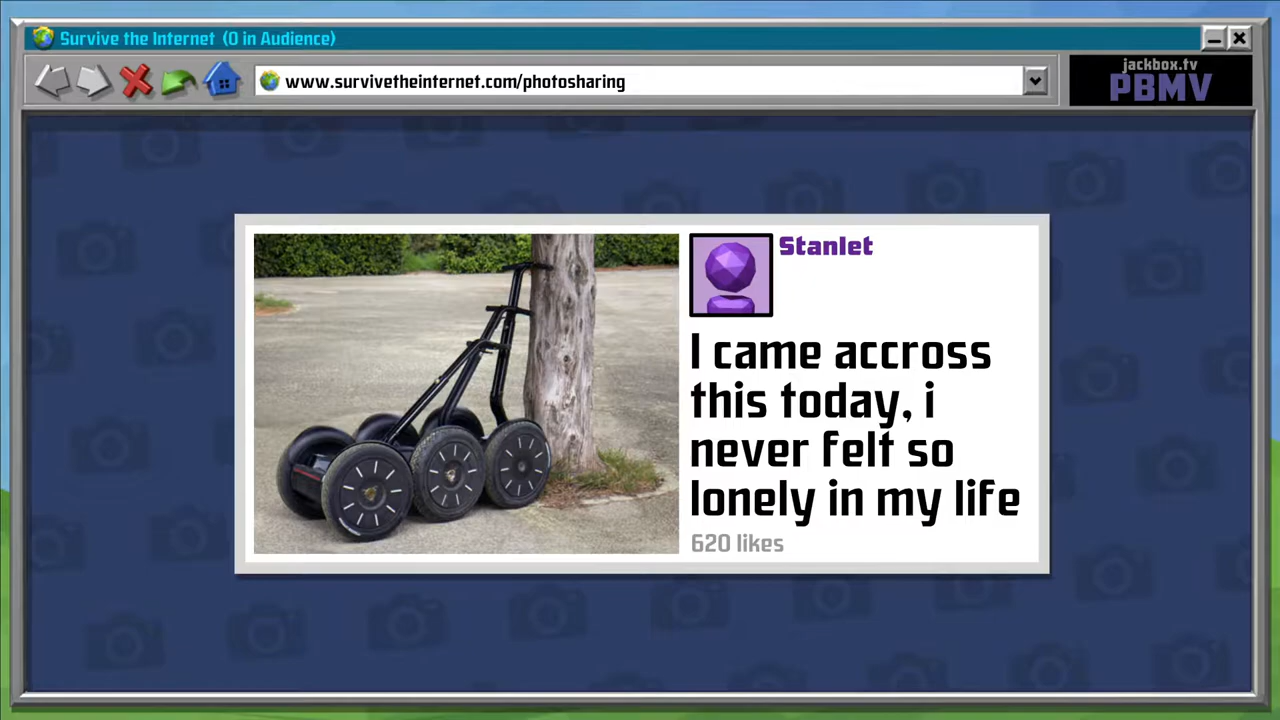 Survive the Internet (0 in Audience)
www.survivetheinternet.com/photosharing
jackbox.tv
PBMV
Stanlet
I came accross
this today, i
never felt so
lonely in my life
620 likes